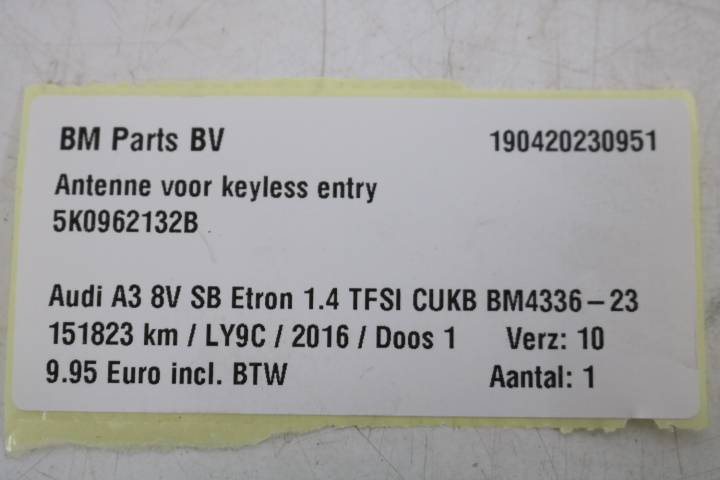 BM Parts BV 190420230951
Antenne voor keyless entry
5K0962132B
Audi A3 8V SB Etron 1.4 TFSI CUKB BM4336-23
151823 km / LY9C / 2016 / Doos 1 Verz: 10
9.95 Euro incl. BTW Aantal: 1